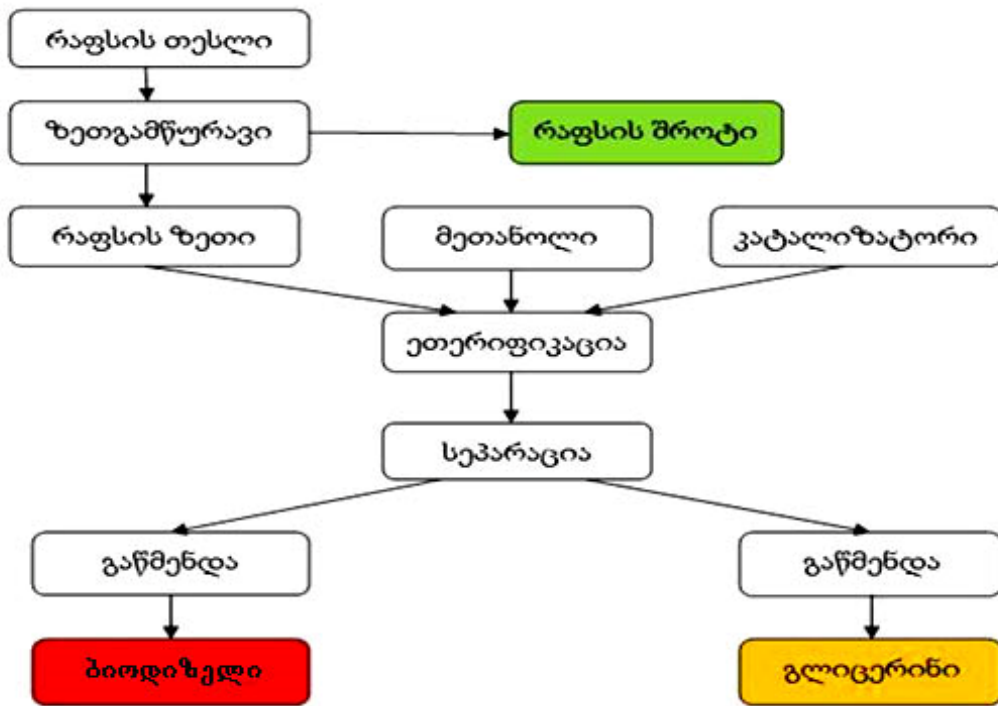 რაფსის თესლი
ზეთგამწურავი
რაფსის შროტი
რაფსის ზეთი
მეთანოლი
კატალიზატორი
ეთერიფიკაცია
სეპარაცია
გაწმენდა
გაწმენდა
ბიოდიზელი
გლიცერინი